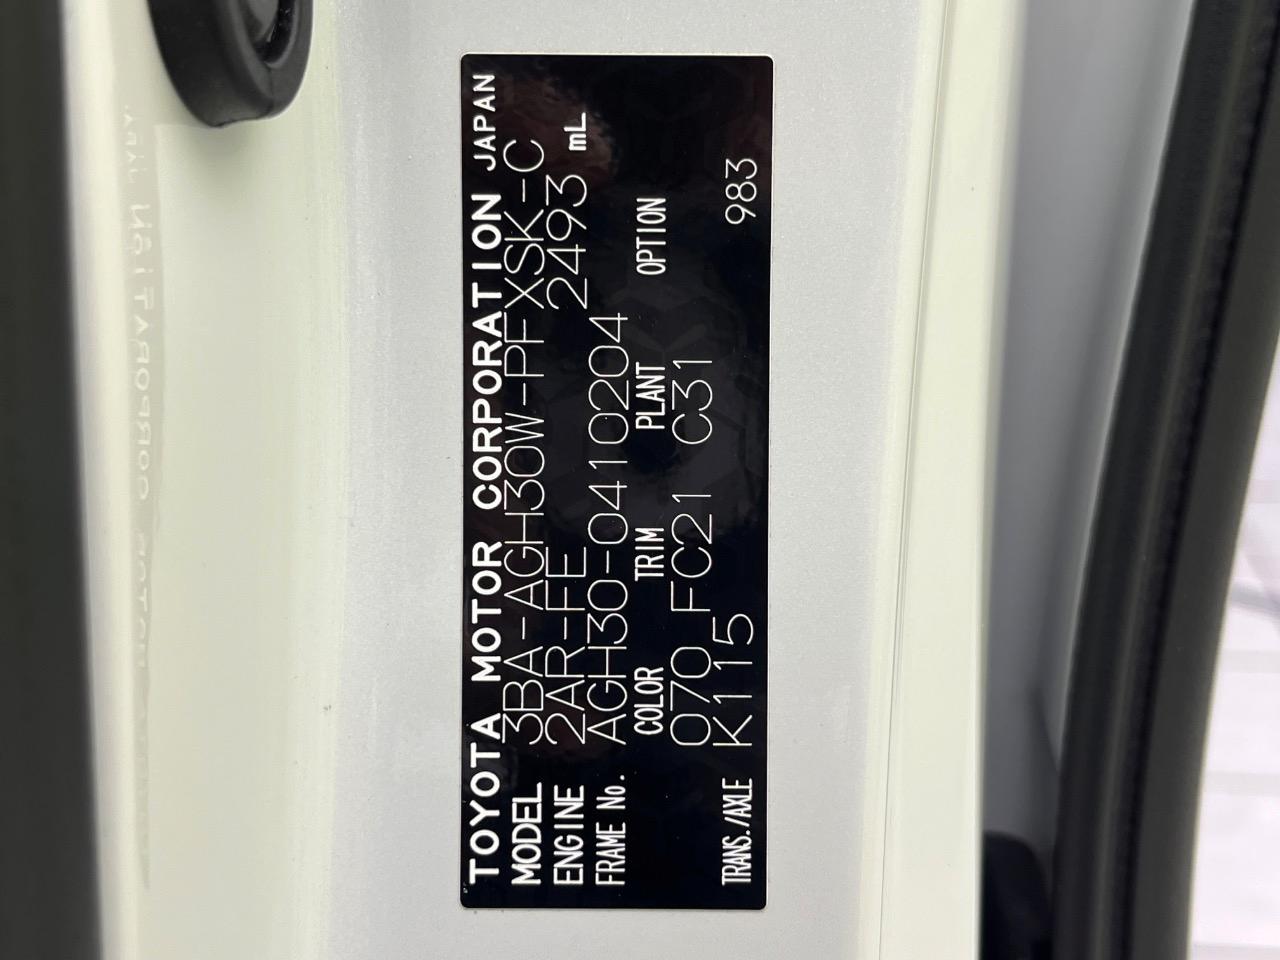 TOYOTA MOTOR CORPORATION JAPAN
MODEL 3BA-AGH30W-PFXSK-C
ENGINE 2AR-FE 2493 mL
FRAME No. AGH30-0410204
COLOR TRIM PLANT OPTION
070 FC21 C31
TRANS./AXLE K115 983